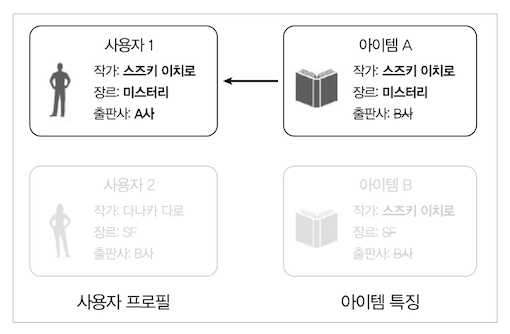 사용자 1
작가: 스즈키 이치로
장르: 미스터리
출판사: A사
아이템 A
작가: 스즈키 이치로
장르: 미스터리
출판사: B사
사용자 2
작가: 다나카 다로
장르: SF
출판사: B사
아이템 B
작가: 스즈키 이치로
장르: SF
출판사: B사
사용자 프로필
아이템 특징